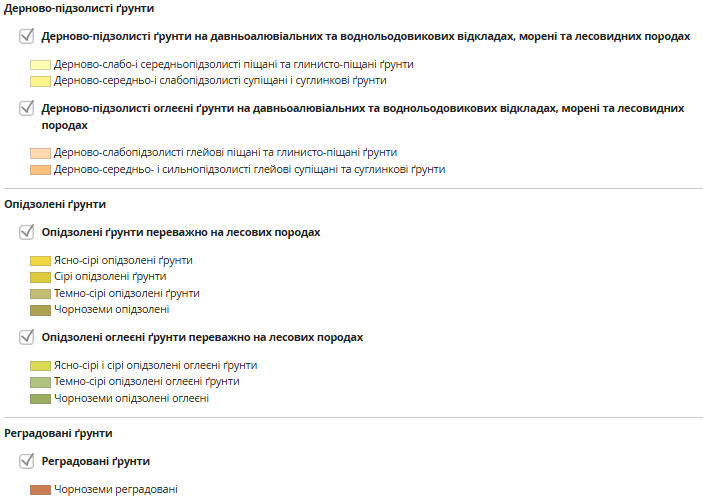 Дерново-підзолисті ґрунти
Дерново-підзолисті ґрунти на давньоалювіальних та воднольодовикових відкладах, морені та лесовидних породах
Дерново-слабо-і середньопідзолисті піщані та глинисто-піщані ґрунти
Дерново-середньо-і слабопідзолисті супіщані і суглинкові ґрунти
Дерново-підзолисті оглеєні ґрунти на давньоалювіальних та воднольодовикових відкладах, морені та лесовидних
породах
Дерново-слабопідзолисті глейові піщані та глинисто-піщані ґрунти
Дерново-середньо- і сильнопідзолисті глейові супіщані та суглинкові ґрунти
Опідзолені ґрунти
Опідзолені ґрунти переважно на лесових породах
Ясно-сірі опідзолені ґрунти
Сірі опідзолені ґрунти
Темно-сірі опідзолені ґрунти
Чорноземи опідзолені
Опідзолені оглеєні ґрунти переважно на лесових породах
Ясно-сірі і сірі опідзолені оглеєні ґрунти
Темно-сірі опідзолені оглеєні ґрунти
Чорноземи опідзолені оглеєні
Реградовані ґрунти
Реградовані ґрунти
Чорноземи реградовані